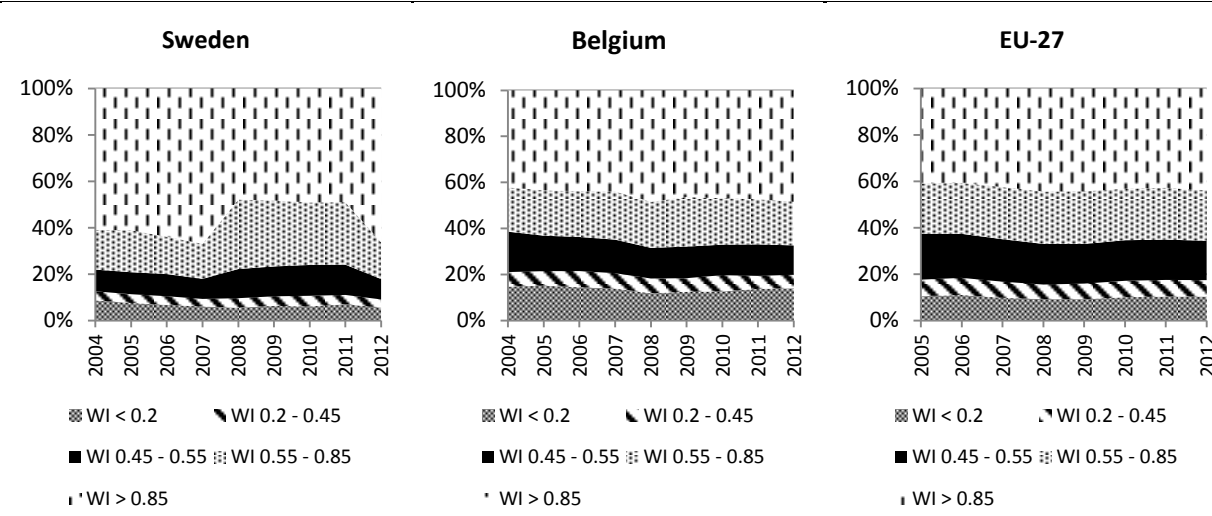 Sweden
100%
80%
60%
40%
20%
0%
2004
2005
2006
2007
2008
2009
2010
2011
2012
WI < 0.2
WI 0.2 - 0.45
WI 0.45 - 0.55
WI 0.55 - 0.85
WI > 0.85
Belgium
100%
80%
60%
40%
20%
0%
2004
2005
2006
2007
2008
2009
2010
2011
2012
WI < 0.2
WI 0.2 - 0.45
WI 0.45 - 0.55
WI 0.55 - 0.85
WI > 0.85
EU-27
100%
80%
60%
40%
20%
0%
2005
2006
2007
2008
2009
2010
2011
2012
WI < 0.2
WI 0.2 - 0.45
WI 0.45 - 0.55
WI 0.55 - 0.85
WI > 0.85